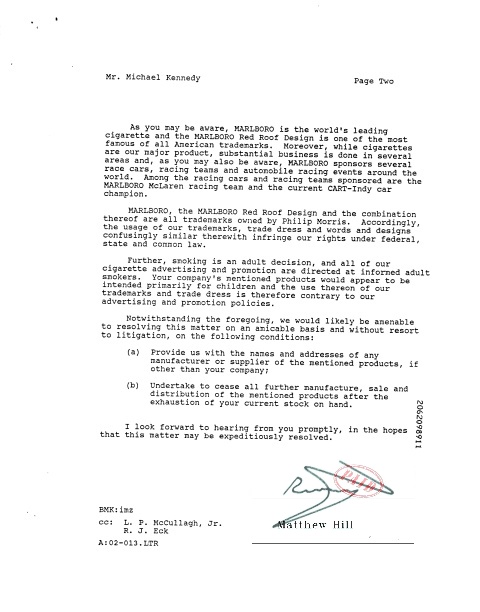 Mr. Michael Kennedy
Page Two
As you may be aware, MARLBORO is the world's leading
cigarette and the MARLBORO Red Roof Design is one of the most
famous of all American trademarks. Moreover, while cigarettes
are our major product, substantial business is done in several
areas and, as you may also be aware, MARLBORO sponsors several
race cars, racing teams and automobile racing events around the
world. Among the racing cars and racing teams sponsored are the
MARLBORO McLaren racing team and the current CART-Indy car
champion.
MARLBORO, the MARLBORO Red Roof Design and the combination
thereof are all trademarks owned by Philip Morris. Accordingly,
the usage of our trademarks, trade dress and words and designs
confusingly similar therewith infringe our rights under federal,
state and common law.
Further, smoking is an adult decision, and all of our
cigarette advertising and promotion are directed at informed adult
smokers. Your company's mentioned products would appear to be
intended primarily for children and the use thereon of our
trademarks and trade dress is therefore contrary to our
advertising and promotion policies.
Notwithstanding the foregoing, we would likely be amenable
to resolving this matter on an amicable basis and without resort
to litigation, on the following conditions:
(a) Provide us with the names and addresses of any
manufacturer or supplier of the mentioned products, if
other than your company;
(b) Undertake to cease all further manufacture, sale and
distribution of the mentioned products after the
exhaustion of your current stock on hand.
I look forward to hearing from you promptly, in the hopes
that this matter may be expeditiously resolved.
2062098911
Matthew Hill
BMK:imz
cc: L. P. McCullagh, Jr.
R. J. Eck
A:02-013.LTR